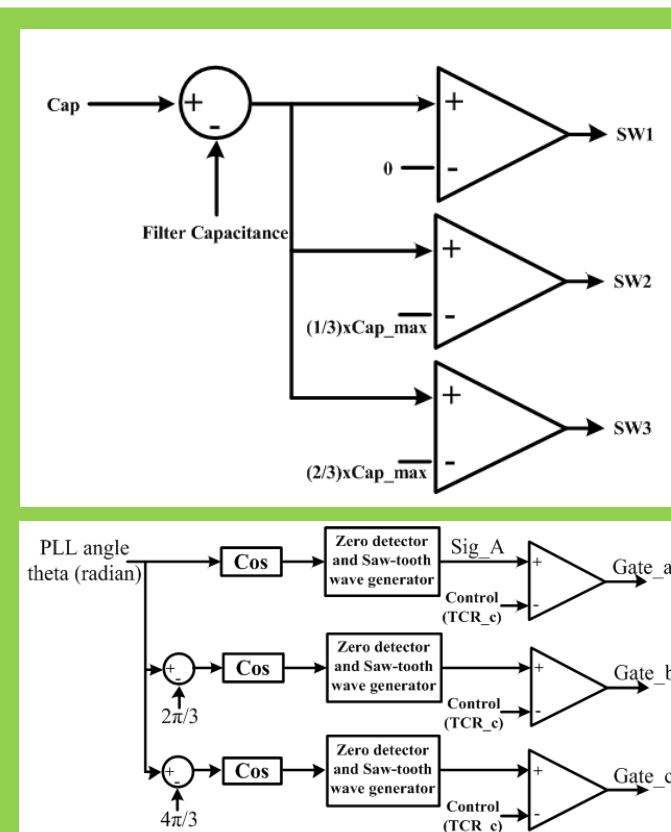 Cap
+
-
Filter Capacitance
+
0
-
SW1
+
(1/3)xCap_max
-
SW2
+
(2/3)xCap_max
-
SW3
PLL angle
theta (radian)
Cos
Zero detector
and Saw-tooth
wave generator
Sig_A
Control
(TCR_c)
+
-
Gate_a
+
-
2π/3
Cos
Zero detector
and Saw-tooth
wave generator
Control
(TCR_c)
+
-
Gate_b
+
-
4π/3
Cos
Zero detector
and Saw-tooth
wave generator
Control
(TCR_c)
+
-
Gate_c